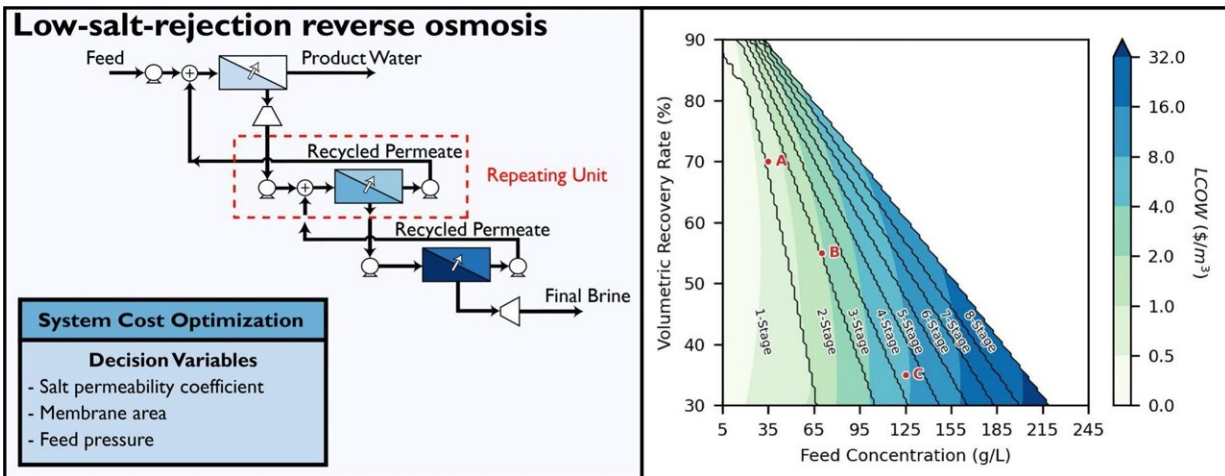 Low-salt-rejection reverse osmosis
Feed
Product Water
Recycled Permeate
Repeating Unit
Recycled Permeate
Final Brine
System Cost Optimization
Decision Variables
- Salt permeability coefficient
- Membrane area
- Feed pressure
Volumetric Recovery Rate (%)
90
80
70
60
50
40
30
A
B
C
1-Stage
2-Stage
3-Stage
4-Stage
5-Stage
6-Stage
7-Stage
8-Stage
5 35 65 95 125 155 185 215 245
Feed Concentration (g/L)
32.0
16.0
8.0
4.0
2.0
1.0
0.5
0.0
LCOW ($/m³)